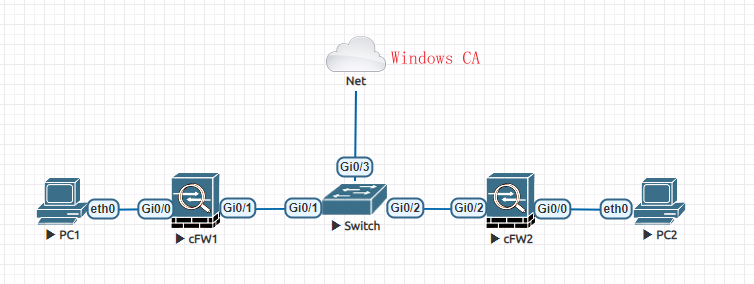 Windows CA
Net
Gi0/3
eth0
Gi0/0
Gi0/1
Gi0/1
Gi0/2
Gi0/2
Gi0/0
eth0
PC1
cFW1
Switch
cFW2
PC2